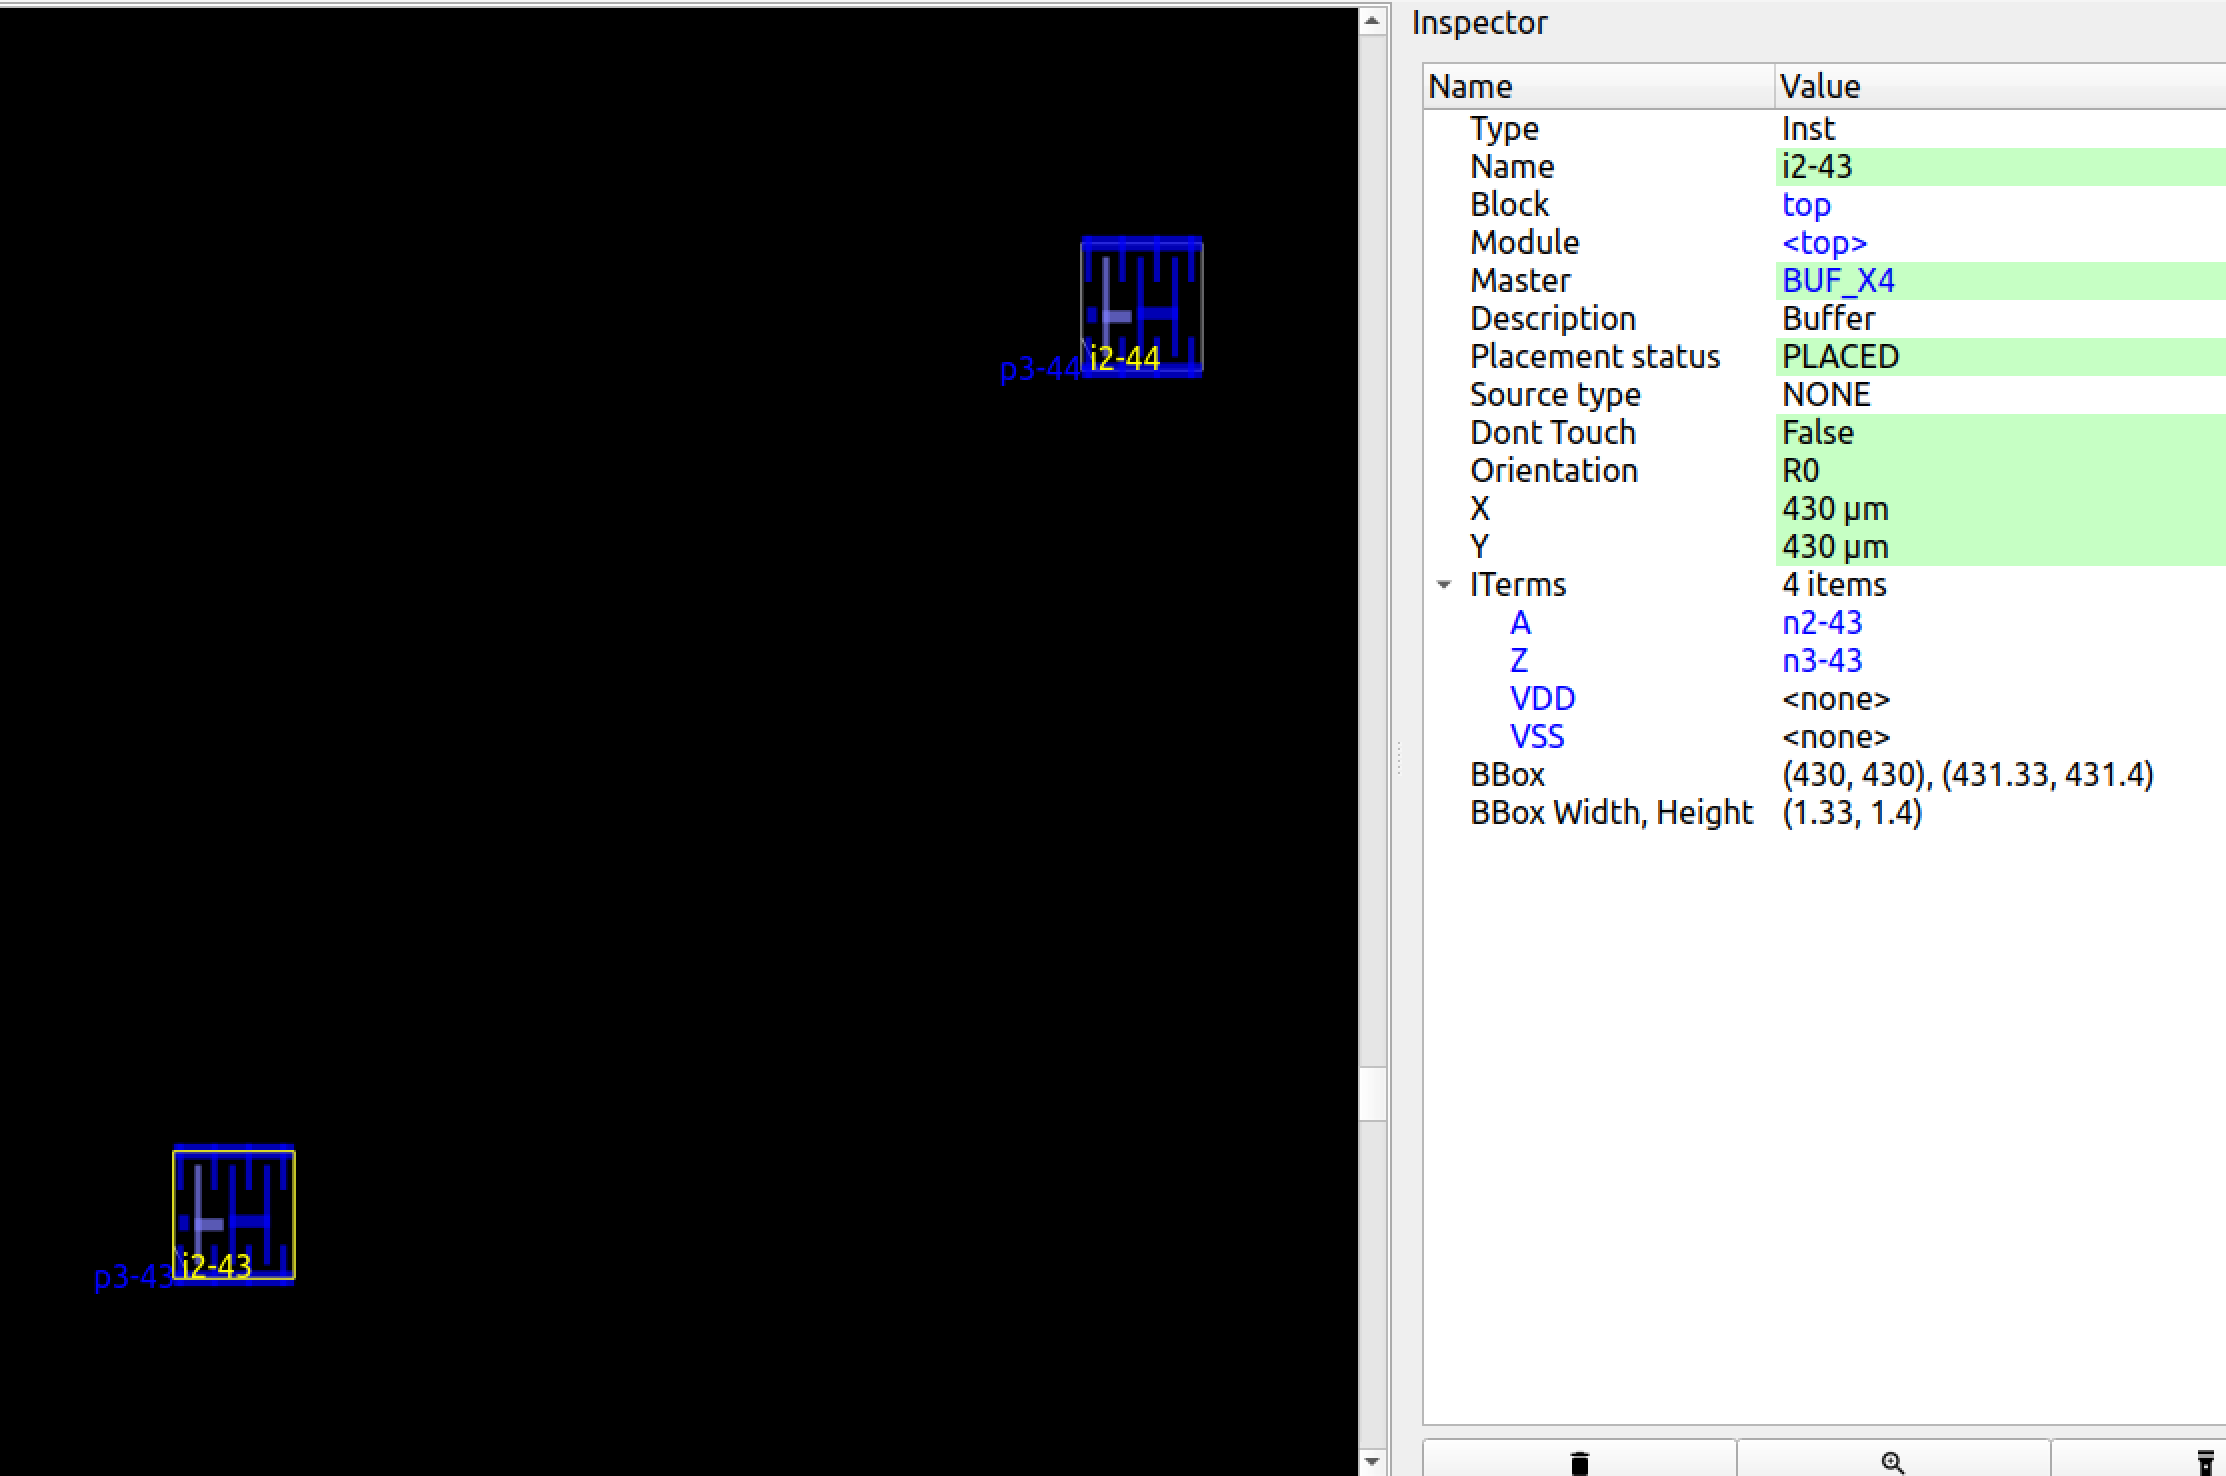 p3-44 i2-44
p3-43 i2-43
Inspector
Name Value
Type Inst
Name i2-43
Block top
Module <top>
Master BUF_X4
Description Buffer
Placement status PLACED
Source type NONE
Dont Touch False
Orientation R0
X 430 μm
Y 430 μm
ITerms 4 items
A n2-43
Z n3-43
VDD <none>
VSS <none>
BBox (430, 430), (431.33, 431.4)
BBox Width, Height (1.33, 1.4)